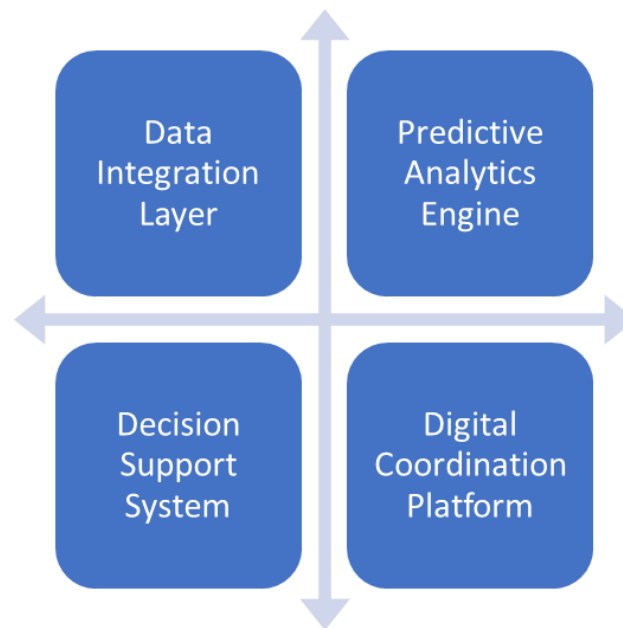 Data
Integration
Layer
Predictive
Analytics
Engine
Decision
Support
System
Digital
Coordination
Platform